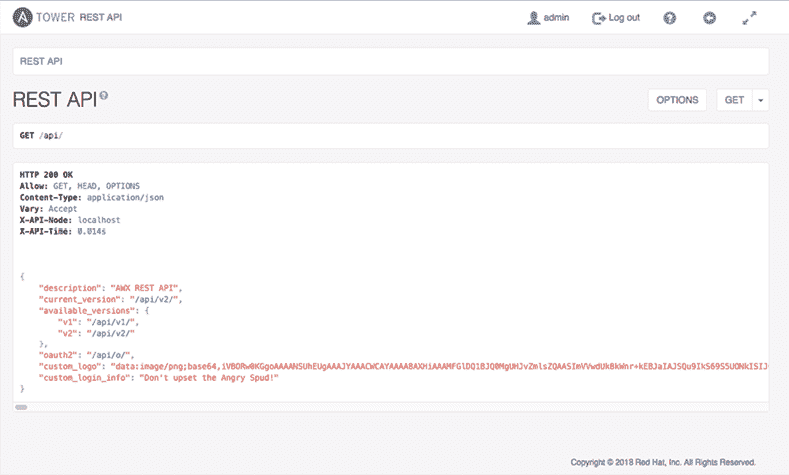 A TOWER REST API admin Log out ?
REST API
REST API ?
OPTIONS GET
GET /api/
HTTP 200 OK
Allow: GET, HEAD, OPTIONS
Content-Type: application/json
Vary: Accept
X-API-Node: localhost
X-API-Time: 0.014s
{
"description": "AWX REST API",
"current_version": "/api/v2/",
"available_versions": {
"v1": "/api/v1/",
"v2": "/api/v2/"
},
"oauth2": "/api/o/",
"custom_logo": "data:image/png;base64,
"custom_login_info": "Don't upset the Angry Spud!"
}
Copyright © 2018 Red Hat, Inc. All Rights Reserved.